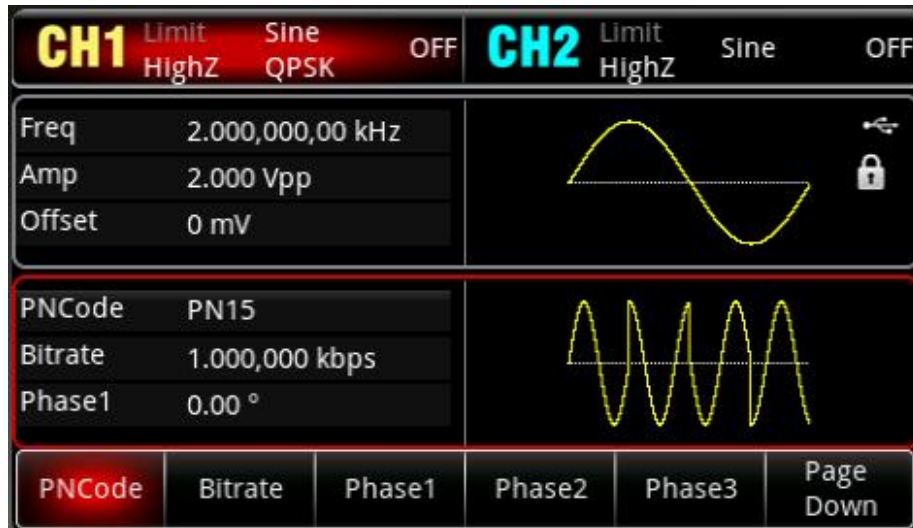 CH1 Limit Sine OFF CH2 Limit Sine OFF
HighZ QPSK HighZ
Freq 2.000,000,00 kHz
Amp 2.000 Vpp
Offset 0 mV
PNCode PN15
Bitrate 1.000,000 kbps
Phase1 0.00 °
PNCode Bitrate Phase1 Phase2 Phase3 Page Down